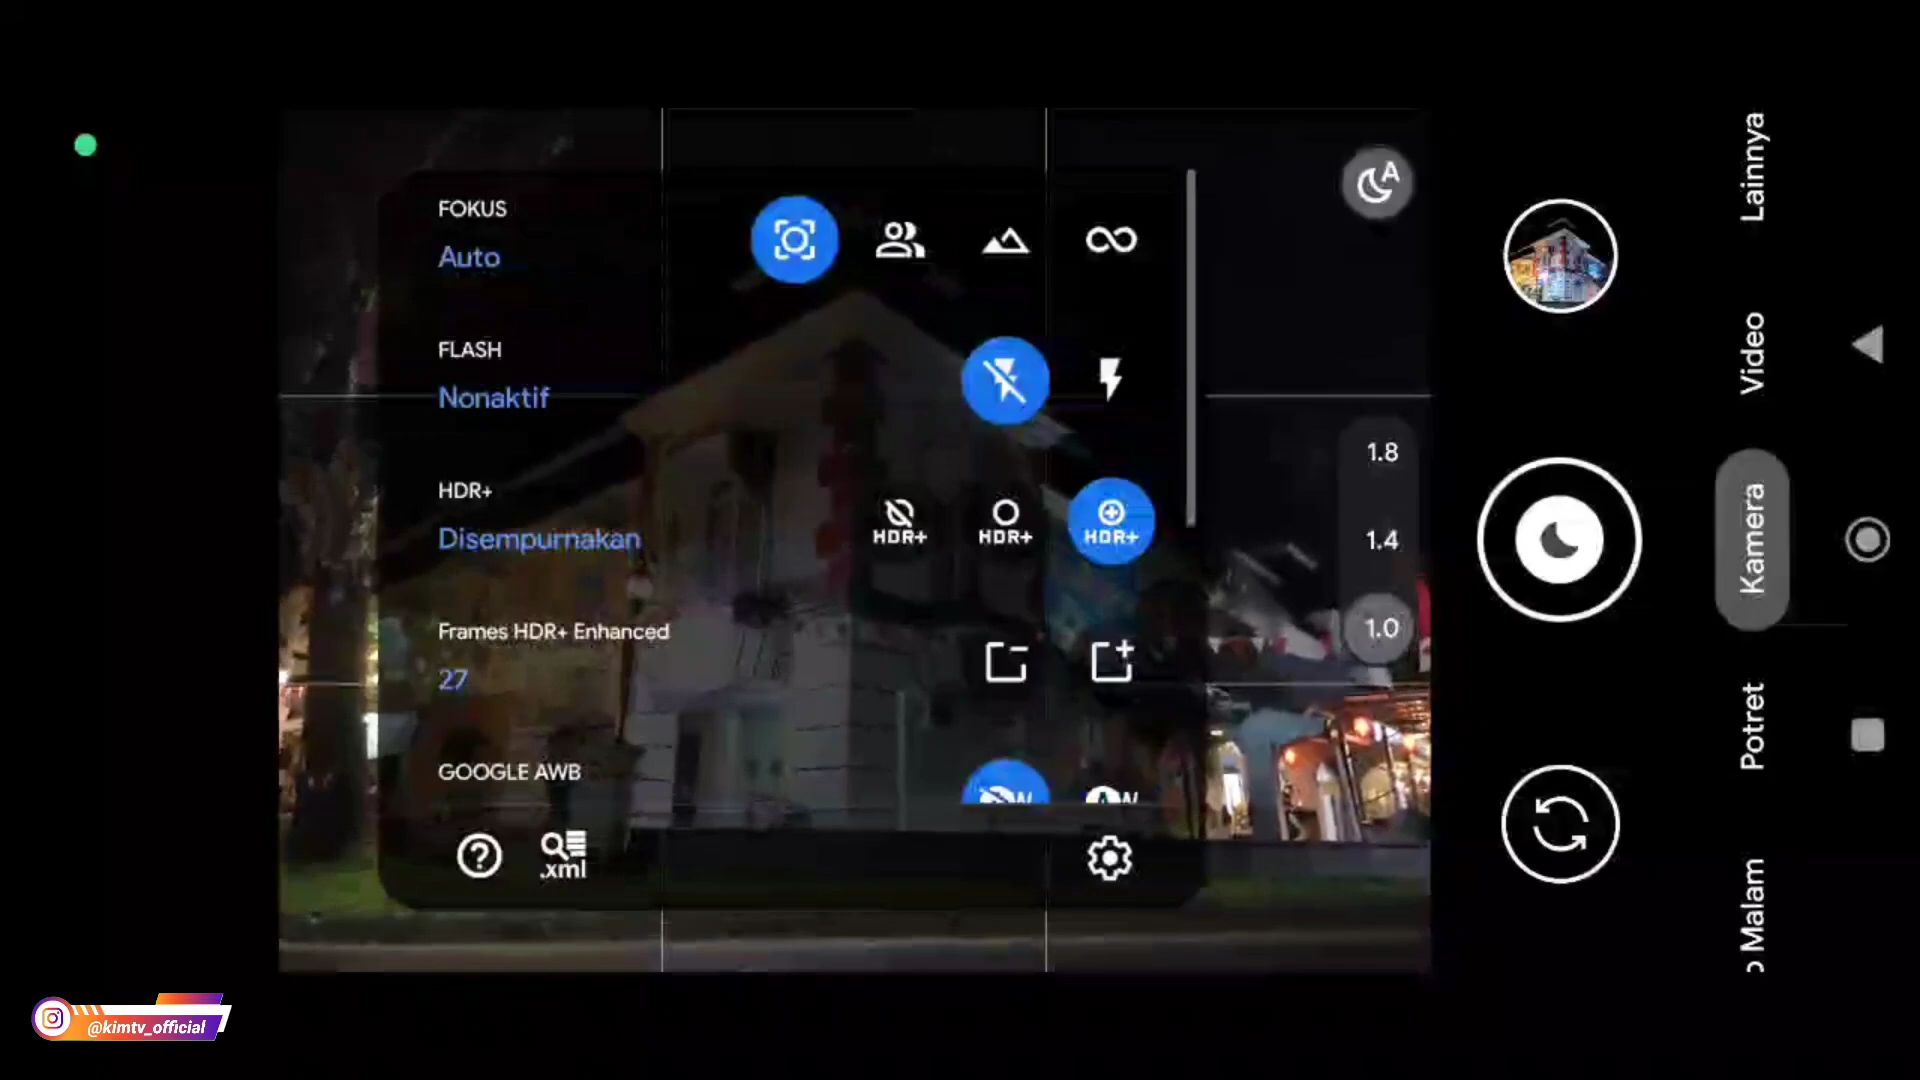 FOKUS
Auto
FLASH
Nonaktif
HDR+
Disempurnakan
HDR+
HDR+
HDR+
Frames HDR+ Enhanced
27
GOOGLE AWB
.xml
A
1.8
1.4
1.0
Lainnya
Video
Kamera
Potret
Malam
@kimtv_official